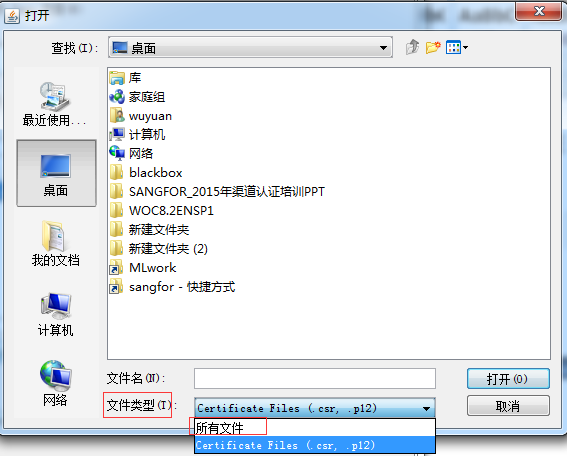 打开
查找(I):
桌面
最近使用...
桌面
我的文档
计算机
网络
库
家庭组
wuyuan
计算机
网络
blackbox
SANGFOR_2015年渠道认证培训PPT
WOC8.2ENSP1
新建文件夹
新建文件夹 (2)
MLwork
sangfor - 快捷方式
文件名(N):
打开(O)
文件类型(T):
Certificate Files (.csr, .p12)
取消
所有文件
Certificate Files (.csr, .p12)